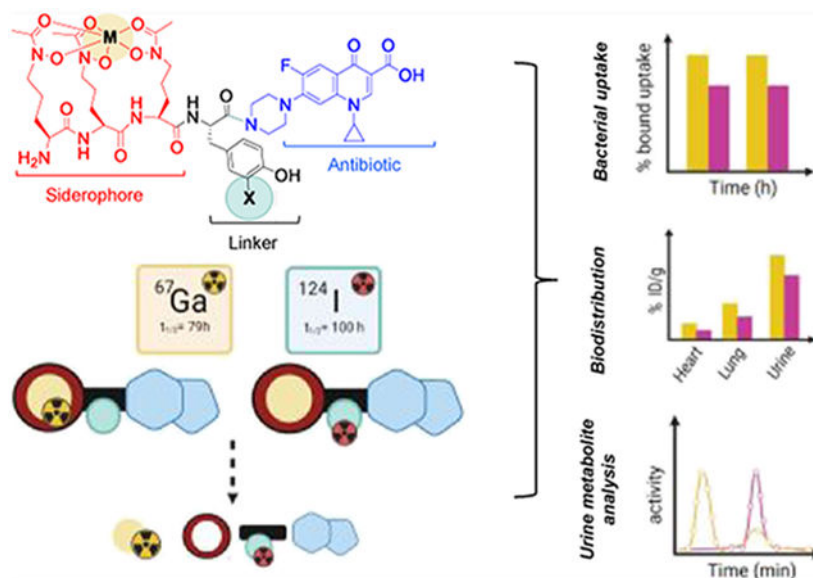 M
N-O
O-N
O
H₂N
N
H
F
OH
X
Siderophore
Linker
Antibiotic
⁶⁷Ga
t₁/₂= 79h
¹²⁴I
t₁/₂= 100 h
Bacterial uptake
% bound uptake
Time (h)
Biodistribution
% ID/g
Heart
Lung
Urine
Urine metabolite
analysis
activity
Time (min)